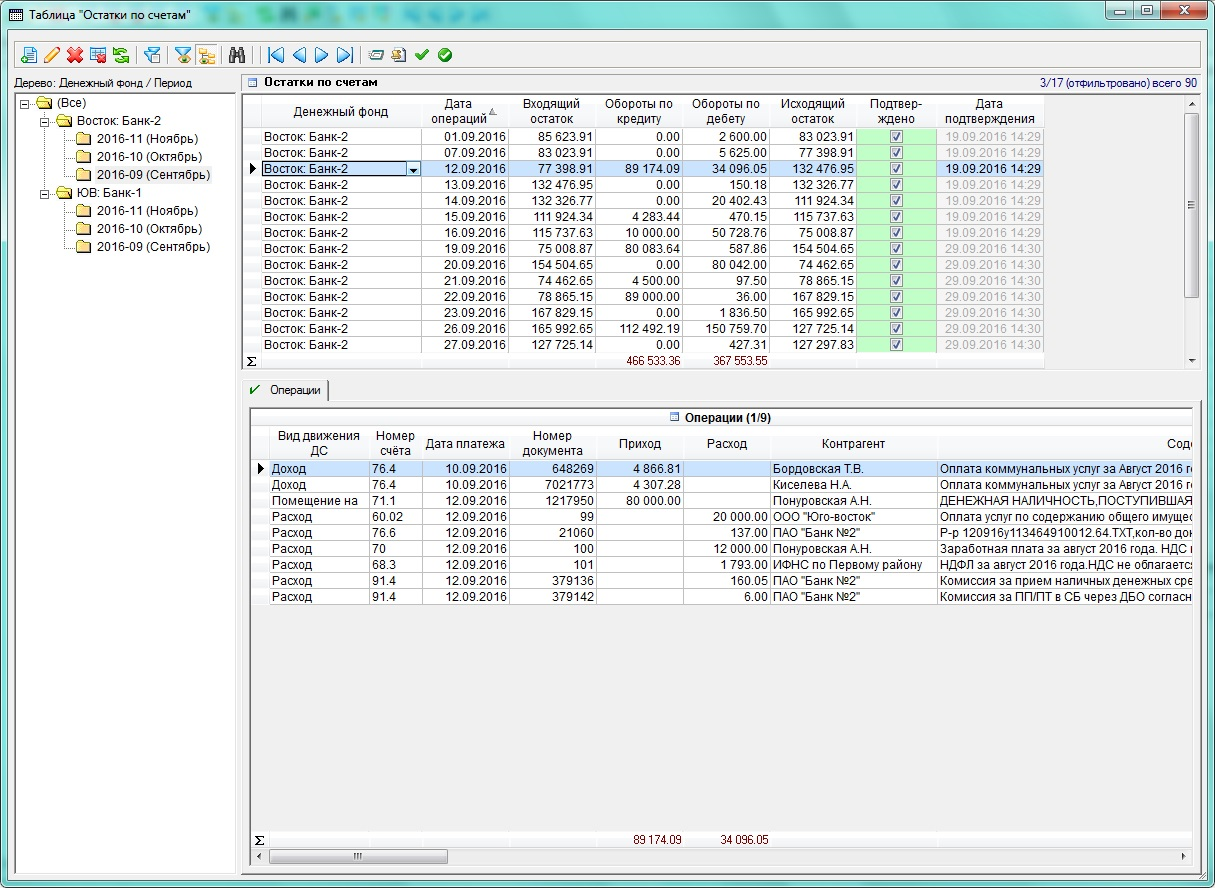 Таблица "Остатки по счетам"
Дерево: Денежный фонд / Период
(Все)
Восток: Банк-2
2016-11 (Ноябрь)
2016-10 (Октябрь)
2016-09 (Сентябрь)
ЮВ: Банк-1
2016-11 (Ноябрь)
2016-10 (Октябрь)
2016-09 (Сентябрь)
Остатки по счетам 3/17 (отфильтровано) всего 90
Денежный фонд Дата операций Входящий остаток Обороты по кредиту Обороты по дебету Исходящий остаток Подтвер-ждено Дата подтверждения
Восток: Банк-2 01.09.2016 85 623.91 0.00 2 600.00 83 023.91 19.09.2016 14:29
Восток: Банк-2 07.09.2016 83 023.91 0.00 5 625.00 77 398.91 19.09.2016 14:29
Восток: Банк-2 12.09.2016 77 398.91 89 174.09 34 096.05 132 476.95 19.09.2016 14:29
Восток: Банк-2 13.09.2016 132 476.95 0.00 150.18 132 326.77 19.09.2016 14:29
Восток: Банк-2 14.09.2016 132 326.77 0.00 20 402.43 111 924.34 19.09.2016 14:29
Восток: Банк-2 15.09.2016 111 924.34 4 283.44 470.15 115 737.63 19.09.2016 14:29
Восток: Банк-2 16.09.2016 115 737.63 10 000.00 50 728.76 75 008.87 19.09.2016 14:29
Восток: Банк-2 19.09.2016 75 008.87 80 083.64 587.86 154 504.65 29.09.2016 14:30
Восток: Банк-2 20.09.2016 154 504.65 0.00 80 042.00 74 462.65 29.09.2016 14:30
Восток: Банк-2 21.09.2016 74 462.65 4 500.00 97.50 78 865.15 29.09.2016 14:30
Восток: Банк-2 22.09.2016 78 865.15 89 000.00 36.00 167 829.15 29.09.2016 14:30
Восток: Банк-2 23.09.2016 167 829.15 0.00 1 836.50 165 992.65 29.09.2016 14:30
Восток: Банк-2 26.09.2016 165 992.65 112 492.19 150 759.70 127 725.14 29.09.2016 14:30
Восток: Банк-2 27.09.2016 127 725.14 0.00 427.31 127 297.83 29.09.2016 14:30
Σ 466 533.36 367 553.55
Операции
Операции (1/9)
Вид движения ДС Номер счёта Дата платежа Номер документа Приход Расход Контрагент Соде
Доход 76.4 10.09.2016 648269 4 866.81 Бордовская Т.В. Оплата коммунальных услуг за Август 2016 г
Доход 76.4 12.09.2016 7021773 4 307.28 Киселева Н.А. Оплата коммунальных услуг за Август 2016 г
Помещение на 71.1 12.09.2016 1217950 80 000.00 Понуровская А.Н. ДЕНЕЖНАЯ НАЛИЧНОСТЬ,ПОСТУПИВШАЯ
Расход 60.02 12.09.2016 99 20 000.00 ООО "Юго-восток" Оплата услуг по содержанию общего имущес
Расход 76.6 12.09.2016 21060 137.00 ПАО "Банк №2" Р-р 120916у113464910012.64.TXT,кол-во док
Расход 70 12.09.2016 100 12 000.00 Понуровская А.Н. Заработная плата за август 2016 года. НДС н
Расход 68.3 12.09.2016 101 1 793.00 ИФНС по Первому району НДФЛ за август 2016 года.НДС не облагаетс
Расход 91.4 12.09.2016 379136 160.05 ПАО "Банк №2" Комиссия за прием наличных денежных сре
Расход 91.4 12.09.2016 379142 6.00 ПАО "Банк №2" Комиссия за ПП/ПТ в СБ через ДБО согласн
Σ 89 174.09 34 096.05